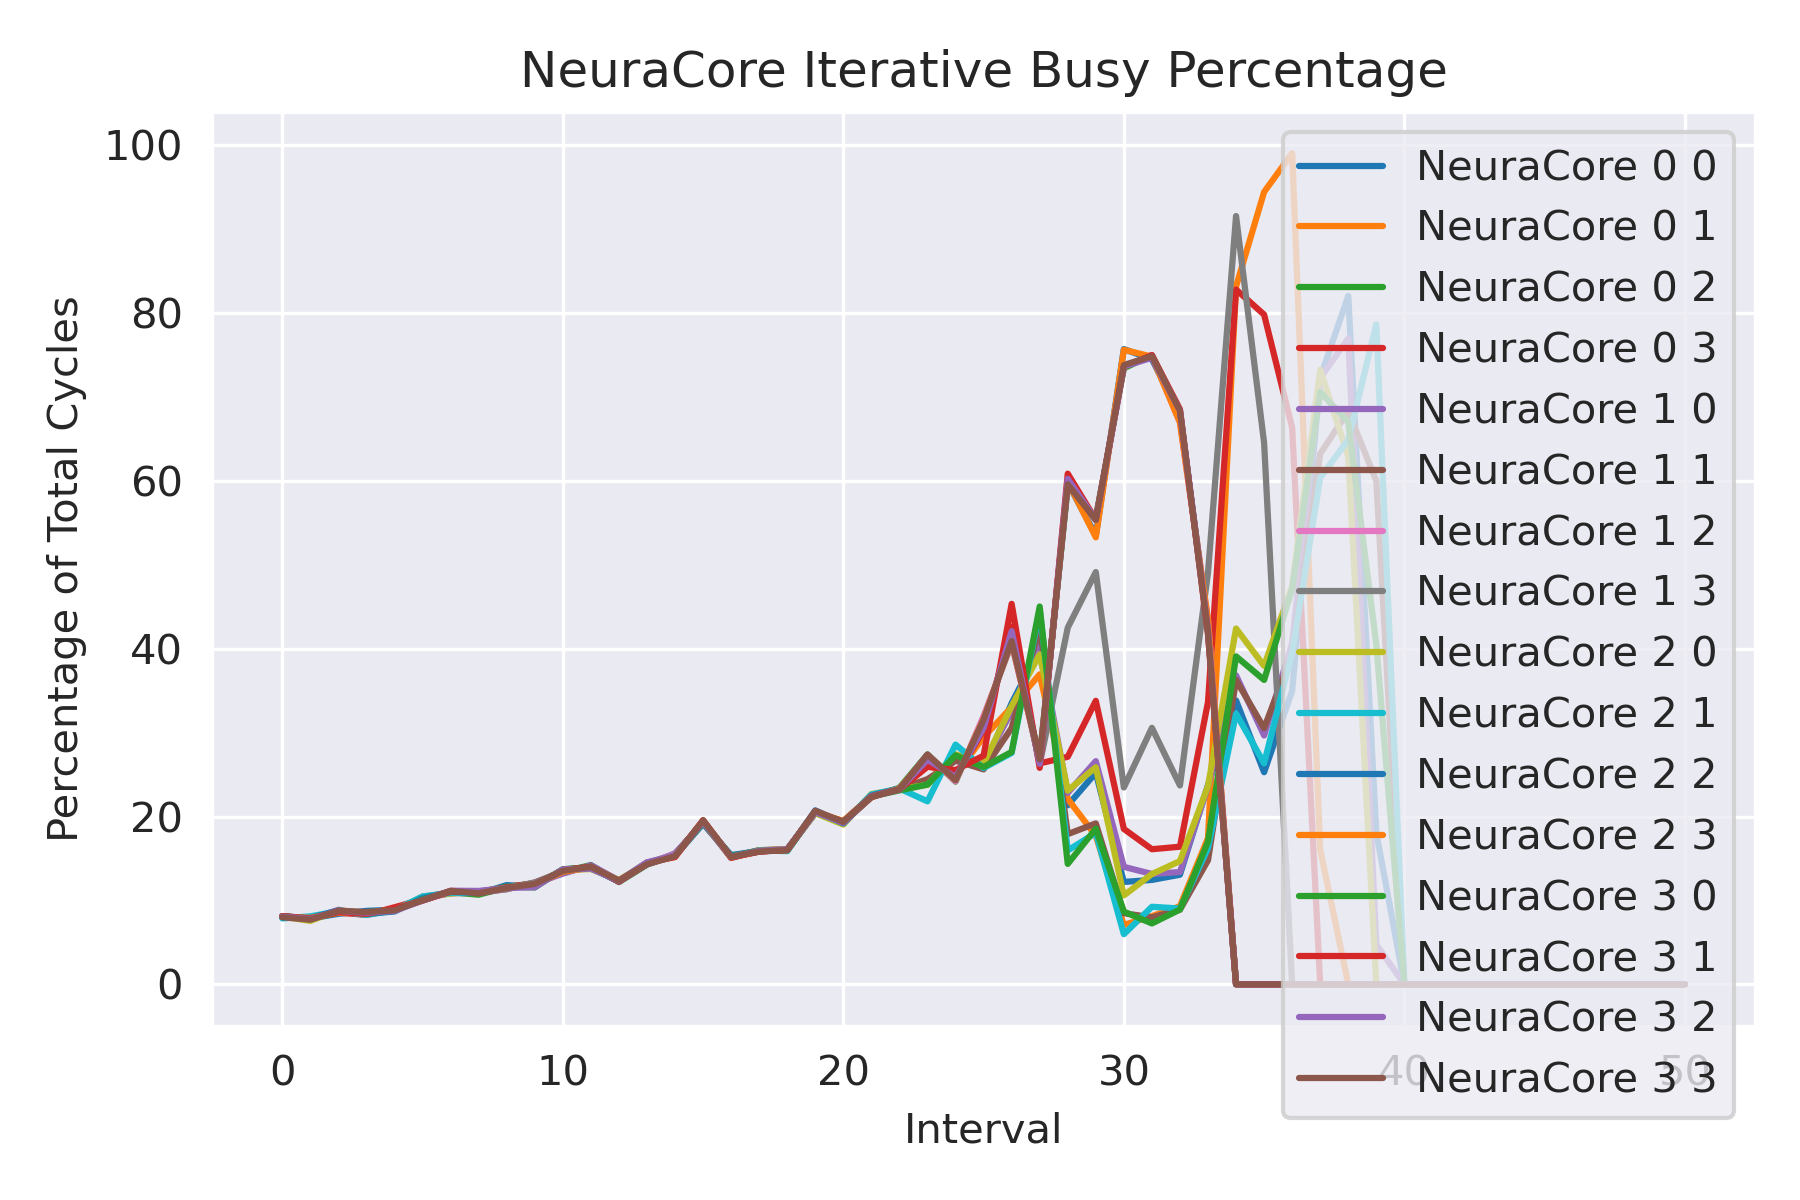 NeuraCore Iterative Busy Percentage
Percentage of Total Cycles
100
80
60
40
20
0
0 10 20 30 40 50
Interval
NeuraCore 0 0
NeuraCore 0 1
NeuraCore 0 2
NeuraCore 0 3
NeuraCore 1 0
NeuraCore 1 1
NeuraCore 1 2
NeuraCore 1 3
NeuraCore 2 0
NeuraCore 2 1
NeuraCore 2 2
NeuraCore 2 3
NeuraCore 3 0
NeuraCore 3 1
NeuraCore 3 2
NeuraCore 3 3